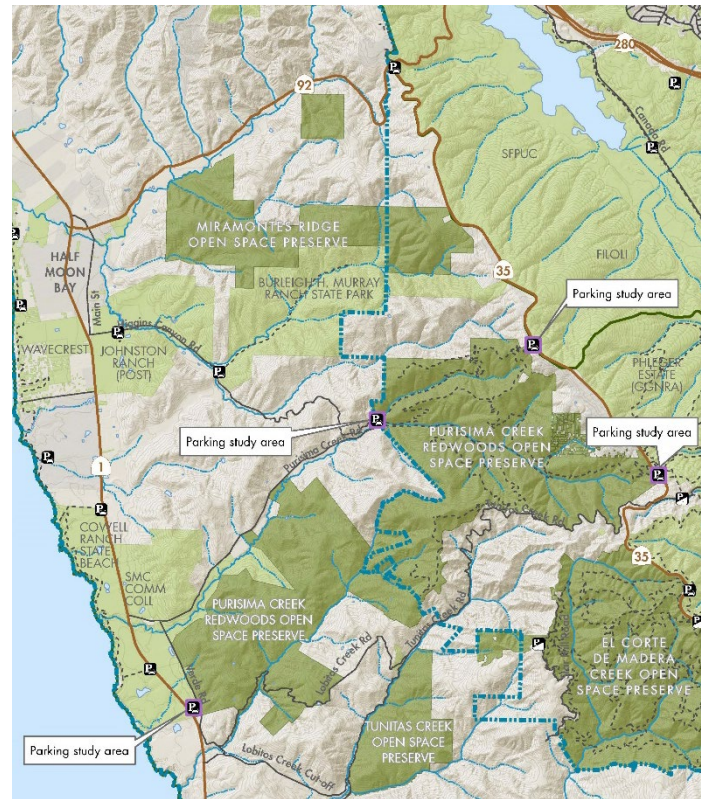 280
92
Cañada Rd
SFPUC
MIRAMONTES RIDGE
OPEN SPACE PRESERVE
HALF
MOON
BAY
Main St
35
FILOLI
BURLEIGH H. MURRAY
RANCH STATE PARK
Parking study area
Higgins Canyon Rd
WAVECREST
JOHNSTON
RANCH
(POST)
PHLEGER
ESTATE
(GGNRA)
Parking study area
Purisima Creek Rd
PURISIMA CREEK
REDWOODS OPEN
SPACE PRESERVE
Parking study area
1
COWELL
RANCH
STATE
BEACH
SMC
COMM
COLL
35
PURISIMA CREEK
REDWOODS OPEN
SPACE PRESERVE
Lobitos Creek Rd
Tunitas Creek Rd
EL CORTE
DE MADERA
CREEK OPEN
SPACE PRESERVE
Verde Rd
Parking study area
Lobitos Creek Cut-off
TUNITAS CREEK
OPEN SPACE
PRESERVE